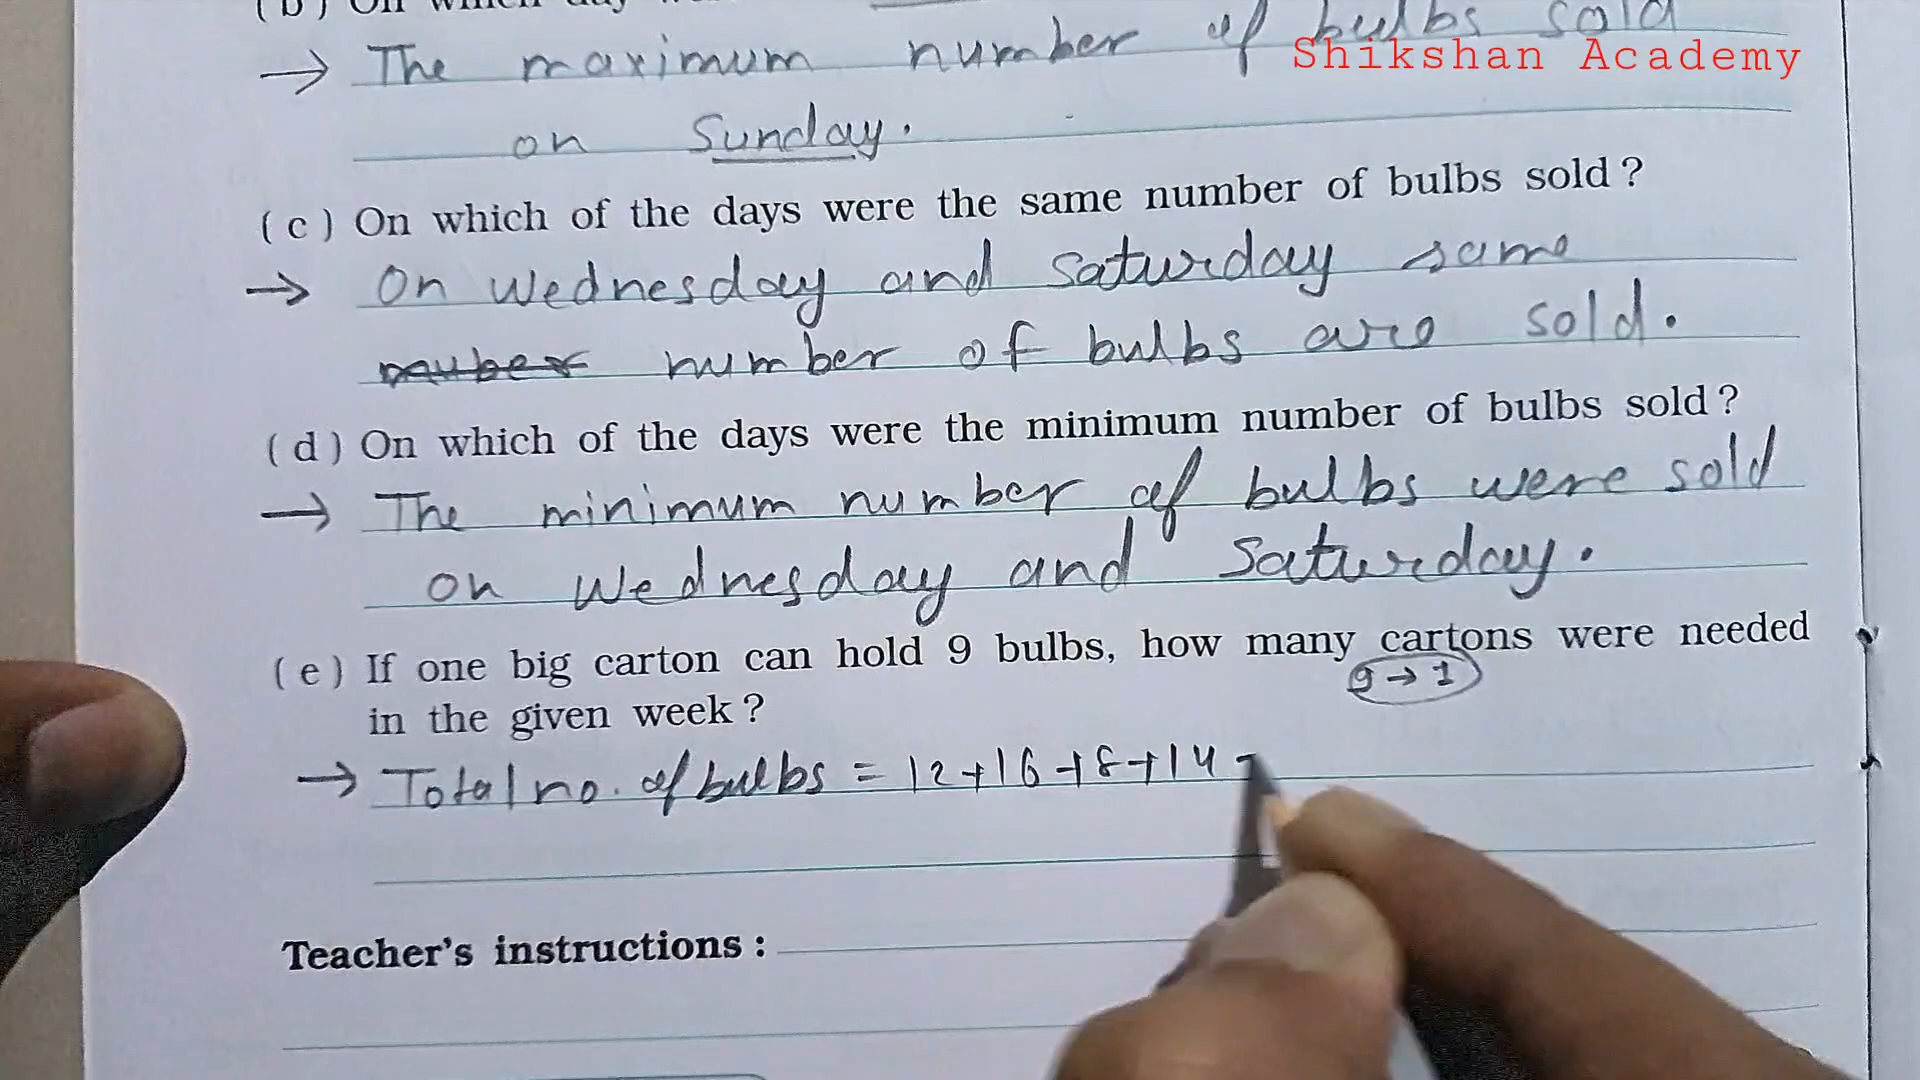 (b) On which day
→ The maximum number of bulbs sold
Shikshan Academy
on Sunday.
(c) On which of the days were the same number of bulbs sold?
→ On Wednesday and Saturday same
number of bulbs are sold.
(d) On which of the days were the minimum number of bulbs sold?
→ The minimum number of bulbs were sold
on Wednesday and Saturday.
(e) If one big carton can hold 9 bulbs, how many cartons were needed
9 → 1
in the given week?
→ Total no. of bulbs = 12+16+8+14
Teacher's instructions: